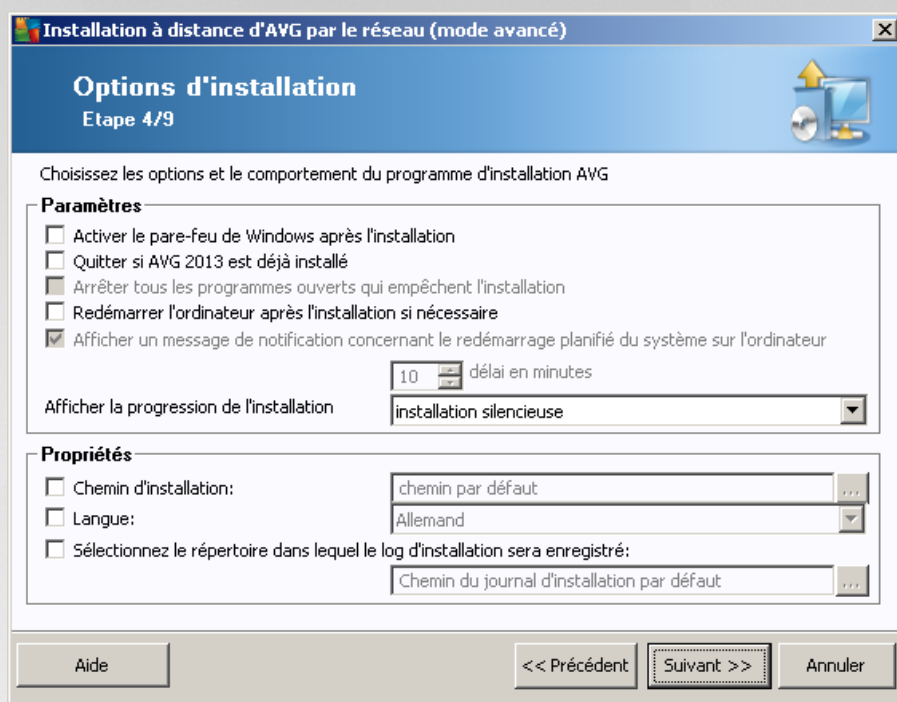 Installation à distance d'AVG par le réseau (mode avancé)
Options d'installation
Etape 4/9
Choisissez les options et le comportement du programme d'installation AVG
Paramètres
Activer le pare-feu de Windows après l'installation
Quitter si AVG 2013 est déjà installé
Arrêter tous les programmes ouverts qui empêchent l'installation
Redémarrer l'ordinateur après l'installation si nécessaire
Afficher un message de notification concernant le redémarrage planifié du système sur l'ordinateur
10 délai en minutes
Afficher la progression de l'installation installation silencieuse
Propriétés
Chemin d'installation: chemin par défaut ...
Langue: Allemand
Sélectionnez le répertoire dans lequel le log d'installation sera enregistré:
Chemin du journal d'installation par défaut ...
Aide << Précédent Suivant >> Annuler